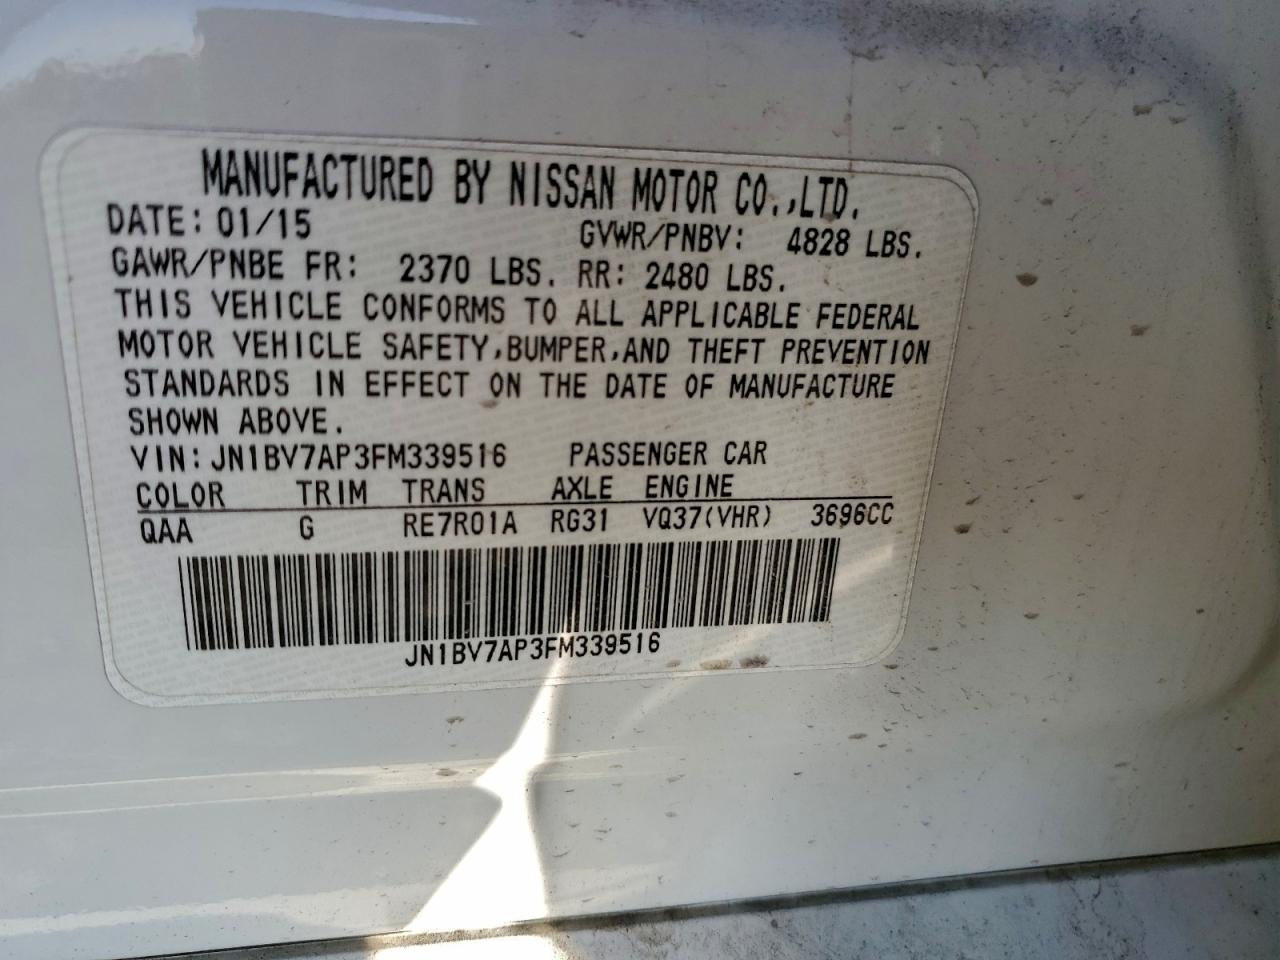 MANUFACTURED BY NISSAN MOTOR CO.,LTD.
DATE: 01/15 GVWR/PNBV: 4828 LBS.
GAWR/PNBE FR: 2370 LBS. RR: 2480 LBS.
THIS VEHICLE CONFORMS TO ALL APPLICABLE FEDERAL
MOTOR VEHICLE SAFETY,BUMPER,AND THEFT PREVENTION
STANDARDS IN EFFECT ON THE DATE OF MANUFACTURE
SHOWN ABOVE.
VIN: JN1BV7AP3FM339516 PASSENGER CAR
COLOR TRIM TRANS AXLE ENGINE
QAA G RE7R01A RG31 VQ37(VHR) 3696CC
JN1BV7AP3FM339516